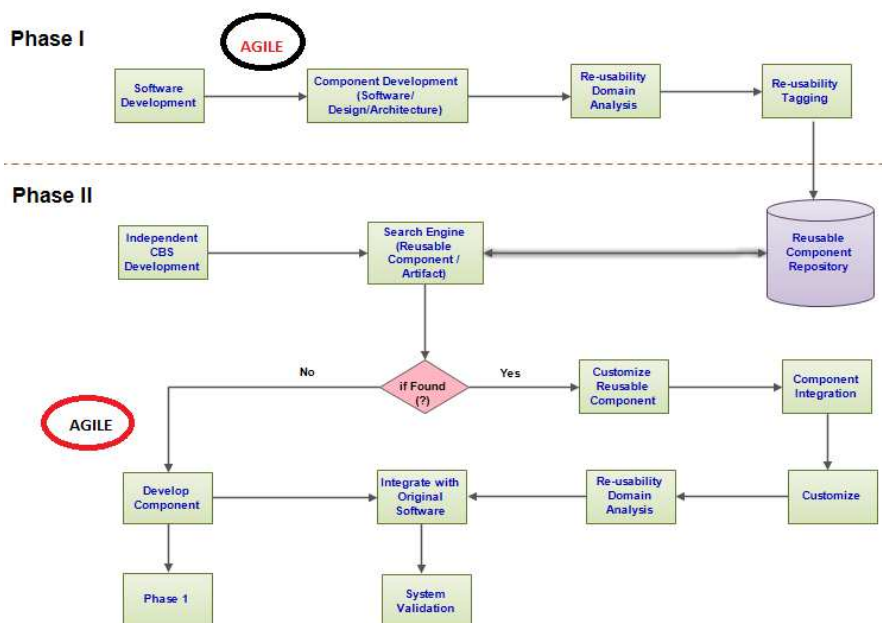 Phase I
AGILE
Software
Development
Component Development
(Software/
Design/Architecture)
Re-usability
Domain
Analysis
Re-usability
Tagging
Phase II
Independent
CBS
Development
Search Engine
(Reusable
Component /
Artifact)
Reusable
Component
Repository
No
if Found
(?)
Yes
Customize
Reusable
Component
Component
Integration
AGILE
Develop
Component
Integrate with
Original
Software
Re-usability
Domain
Analysis
Customize
Phase 1
System
Validation